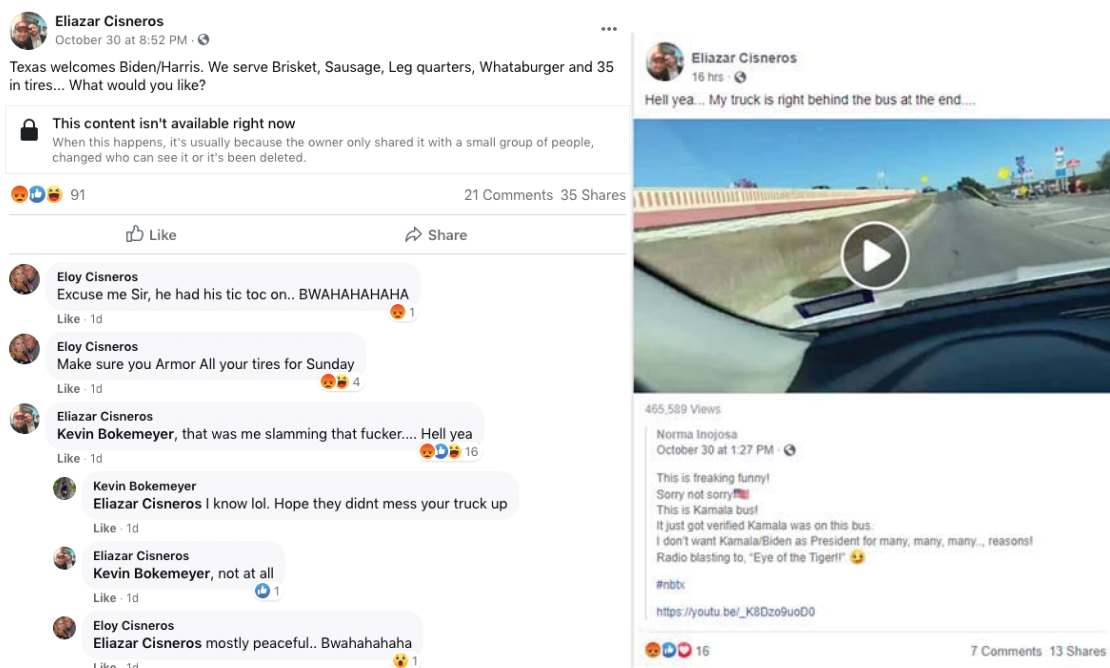 Eliazar Cisneros
October 30 at 8:52 PM ·
Texas welcomes Biden/Harris. We serve Brisket, Sausage, Leg quarters, Whataburger and 35
in tires... What would you like?
This content isn't available right now
When this happens, it's usually because the owner only shared it with a small group of people,
changed who can see it or it's been deleted.
91
21 Comments 35 Shares
Like
Share
Eloy Cisneros
Excuse me Sir, he had his tic toc on.. BWAHAHAHAHA
1
Like · 1d
Eloy Cisneros
Make sure you Armor All your tires for Sunday
4
Like · 1d
Eliazar Cisneros
Kevin Bokemeyer, that was me slamming that fucker.... Hell yea
16
Like · 1d
Kevin Bokemeyer
Eliazar Cisneros I know lol. Hope they didnt mess your truck up
Like · 1d
Eliazar Cisneros
Kevin Bokemeyer, not at all
1
Like · 1d
Eloy Cisneros
Eliazar Cisneros mostly peaceful.. Bwahahahaha
1
Like · 1d
Eliazar Cisneros
16 hrs ·
Hell yea... My truck is right behind the bus at the end....
465,589 Views
Norma Inojosa
October 30 at 1:27 PM ·
This is freaking funny!
Sorry not sorry🇺🇸
This is Kamala bus!
It just got verified Kamala was on this bus.
I don't want Kamala/Biden as President for many, many, many.., reasons!
Radio blasting to, "Eye of the Tiger!!" 😉
#nbtx
https://youtu.be/_K8Dzo9uoD0
16
7 Comments 13 Shares